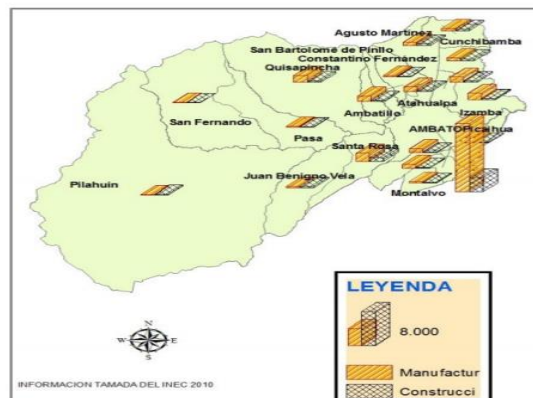 Agusto Martinez
Cunchibamba
San Bartolome de Pinllo
Constantino Fernandez
Quisapincha
Atahualpa
Izamba
San Fernando
Ambatillo
Pasa
AMBATO
Picaihua
Santa Rosa
Juan Benigno Vela
Pilahuin
Montalvo
LEYENDA
8.000
Manufactur
Construcci
N
W
E
S
INFORMACION TAMADA DEL INEC 2010